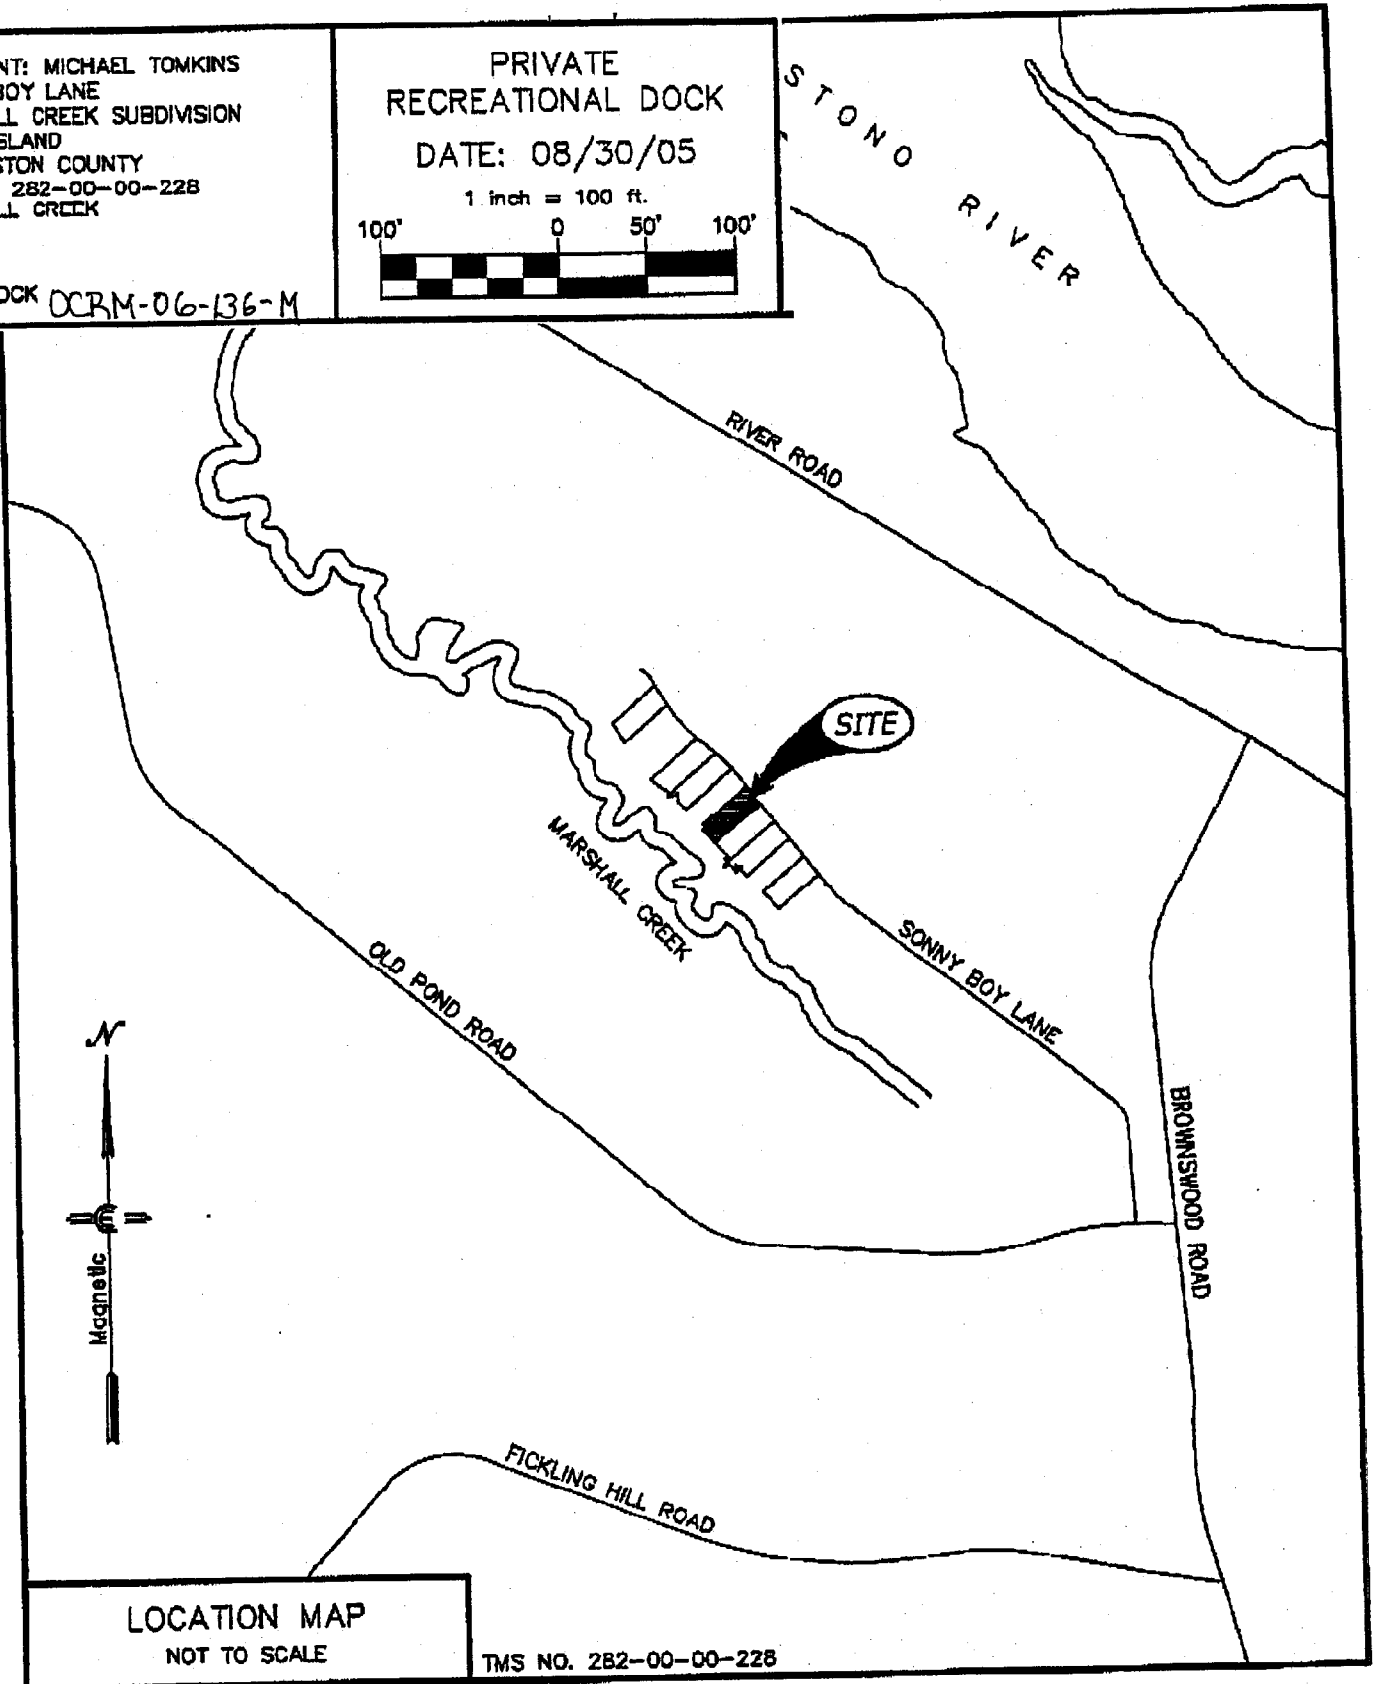 NT: MICHAEL TOMKINS
BOY LANE
LL CREEK SUBDIVISION
SLAND
STON COUNTY
282-00-00-228
LL CREEK
OCK OCRM-06-136-M
PRIVATE
RECREATIONAL DOCK
DATE: 08/30/05
1 inch = 100 ft.
100' 0 50' 100'
STONO RIVER
RIVER ROAD
SITE
MARSHALL CREEK
SONNY BOY LANE
OLD POND ROAD
N
BROWNSWOOD ROAD
Magnetic
FICKLING HILL ROAD
LOCATION MAP
NOT TO SCALE
TMS NO. 282-00-00-228